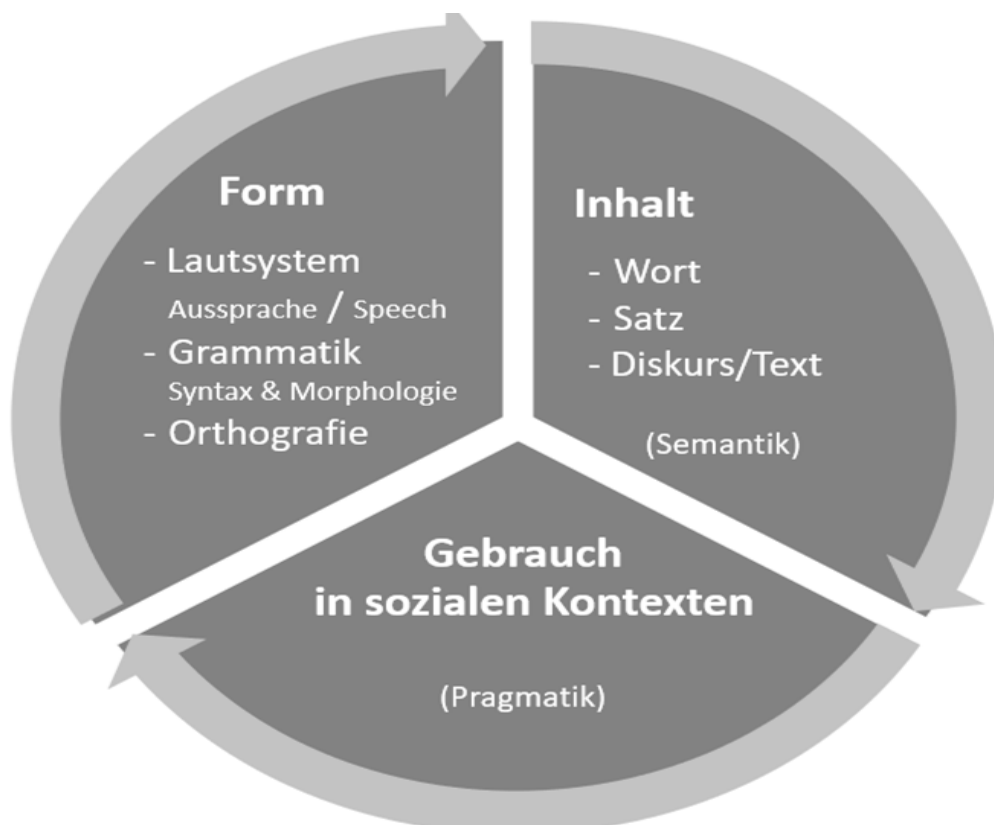 Form
- Lautsystem
Aussprache / Speech
- Grammatik
Syntax & Morphologie
- Orthografie
Inhalt
- Wort
- Satz
- Diskurs/Text
(Semantik)
Gebrauch
in sozialen Kontexten
(Pragmatik)